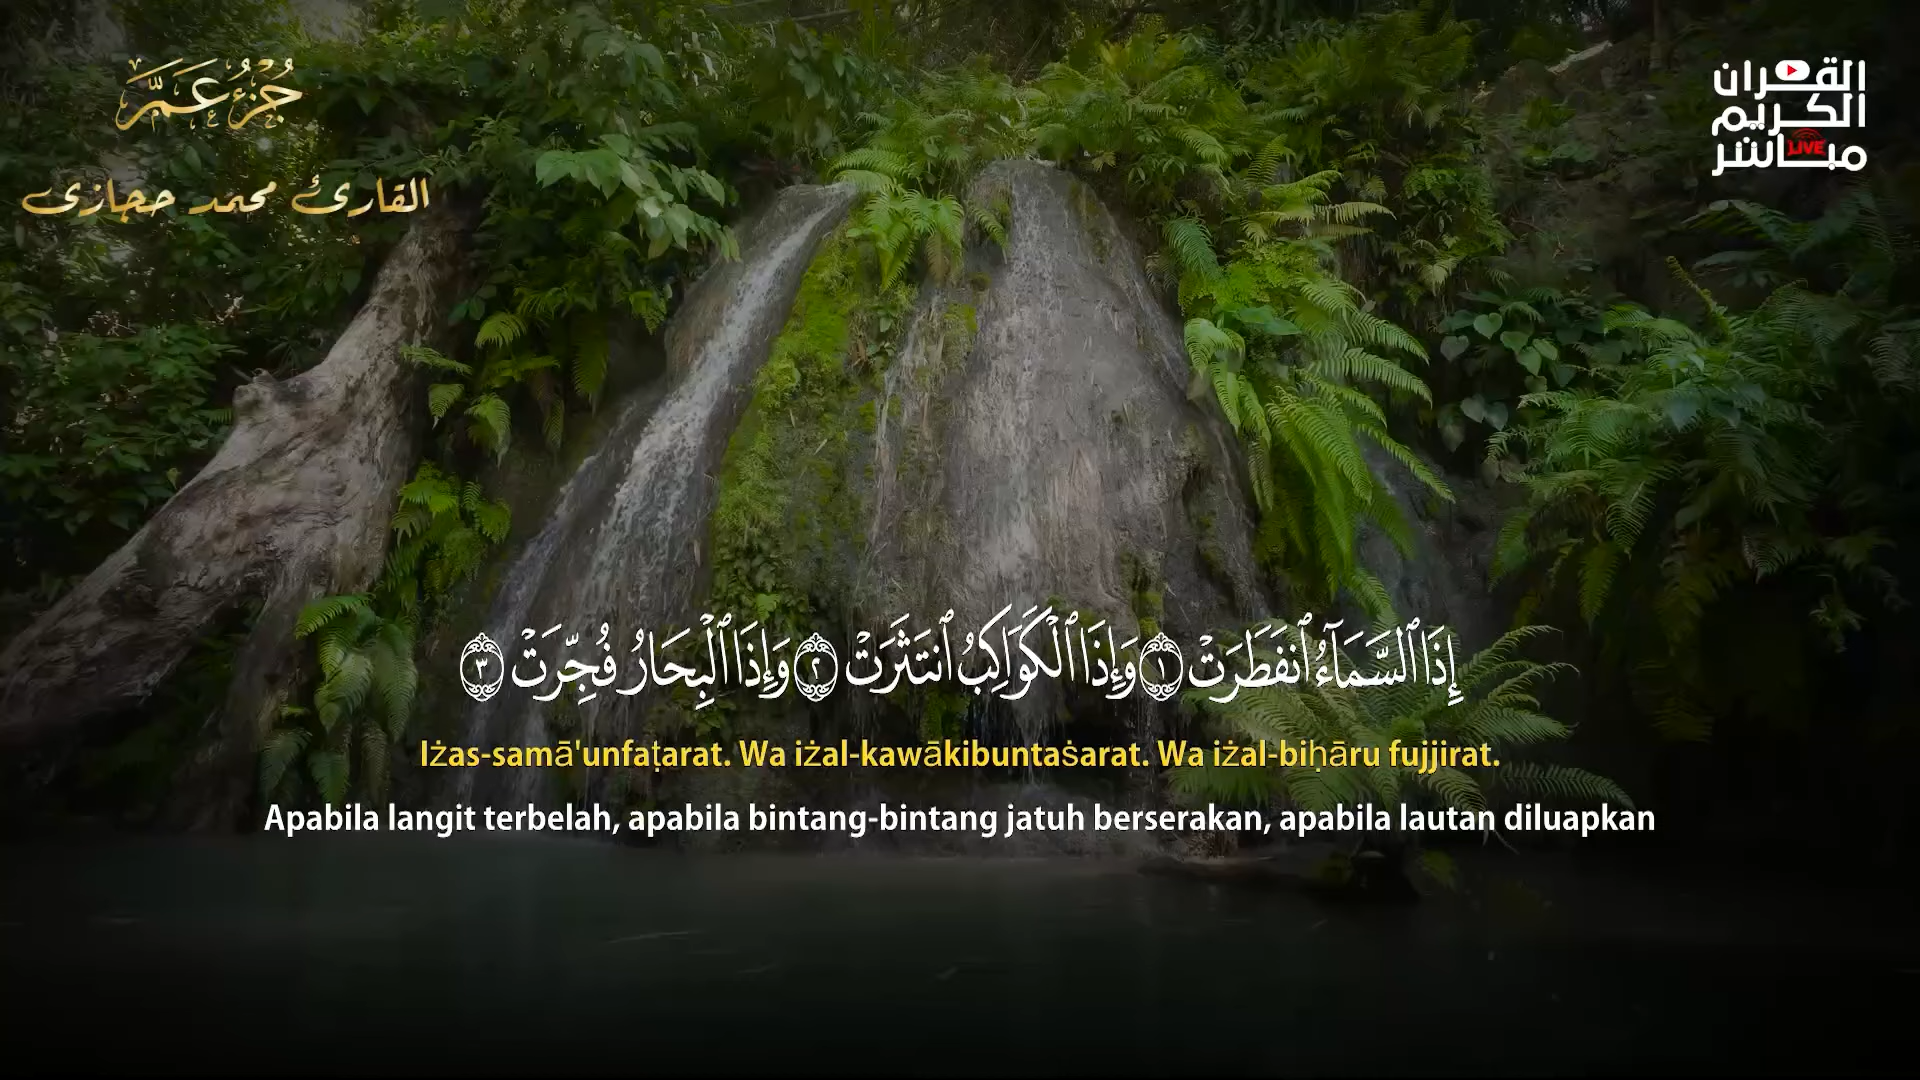 جُزْءُ عَمَّ
القارئ محمد حجازي
القرآن
الكريم
مباشر
LIVE
إِذَا ٱلسَّمَآءُ ٱنفَطَرَتْ ١ وَإِذَا ٱلْكَوَاكِبُ ٱنتَثَرَتْ ٢ وَإِذَا ٱلْبِحَارُ فُجِّرَتْ ٣
Iżas-samā'unfaṭarat. Wa iżal-kawākibuntaṡarat. Wa iżal-biḥāru fujjirat.
Apabila langit terbelah, apabila bintang-bintang jatuh berserakan, apabila lautan diluapkan